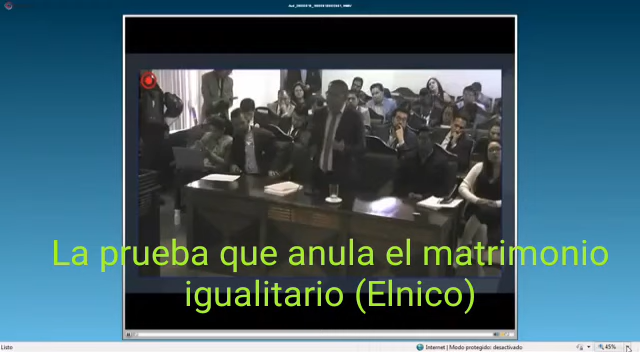 La prueba que anula el matrimonio
igualitario (Elnico)
Listo
Internet | Modo protegido: desactivado
45%